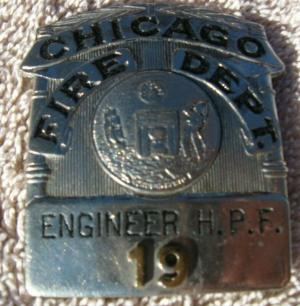 CHICAGO
FIRE DEPT.
ENGINEER H.P.F.
19